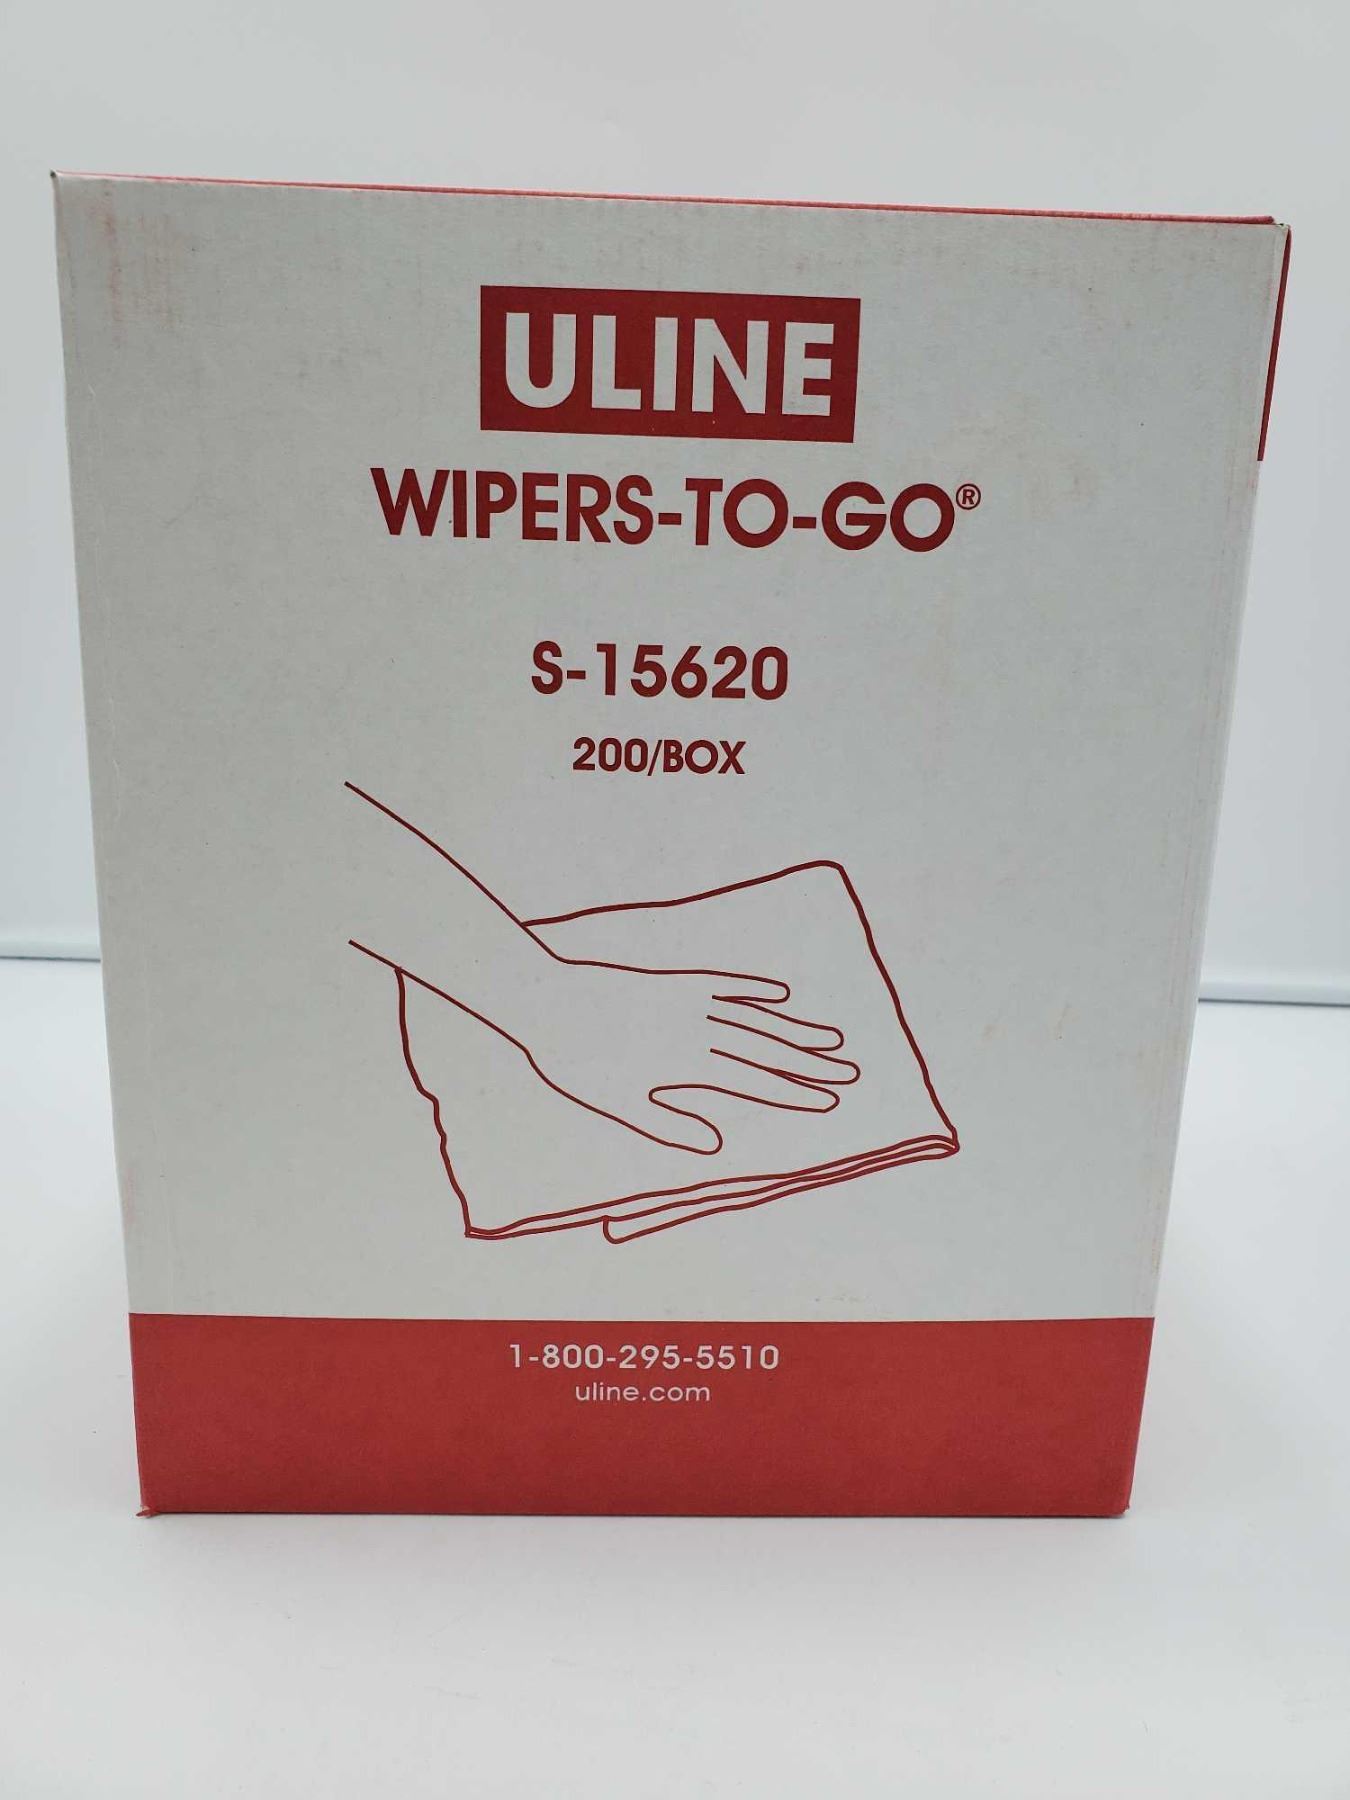 ULINE
WIPERS-TO-GO®
S-15620
200/BOX
1-800-295-5510
uline.com